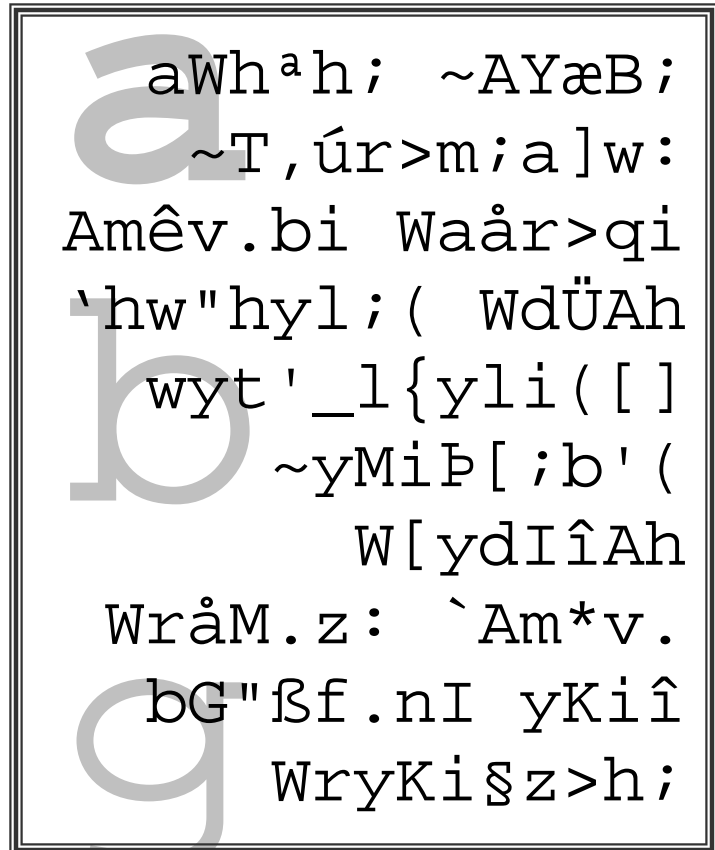 aWhªh; ~AYæB;
~T,úr>m;a]w:
Amêv.bi Waår>qi
‛hw"hyl;( WdÜAh
wyt'_l{yli([]
~yMiÞ[;b'(
W[ydIîAh
WråM.z: `Am*v.
bG"ßf.nI yKiî
WryKi§z>h;
a
b
g